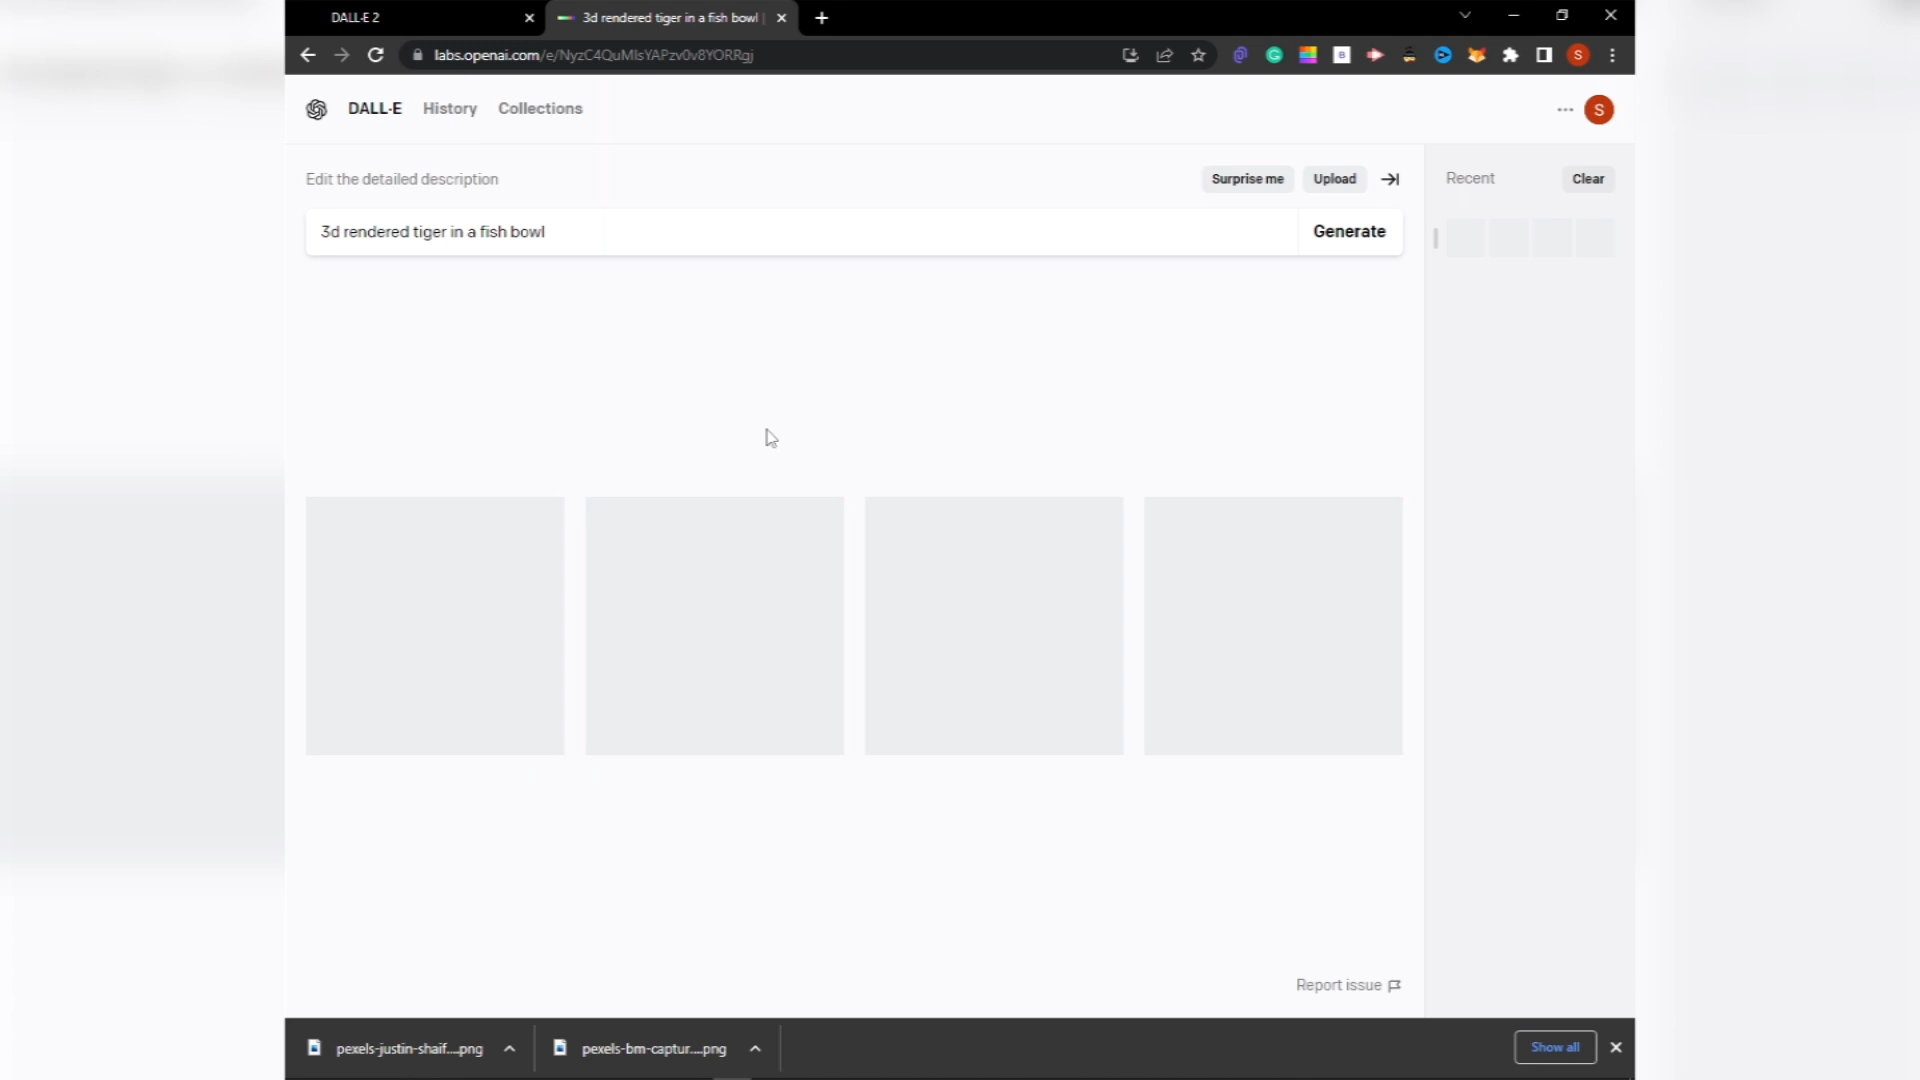 DALL·E 2
3d rendered tiger in a fish bowl |
labs.openai.com/e/NyzC4QuMIsYAPzv0v8YORRgj
DALL·E History Collections
S
Edit the detailed description
Surprise me
Upload
Recent
Clear
3d rendered tiger in a fish bowl
Generate
Report issue
pexels-justin-shaif....png
pexels-bm-captur....png
Show all